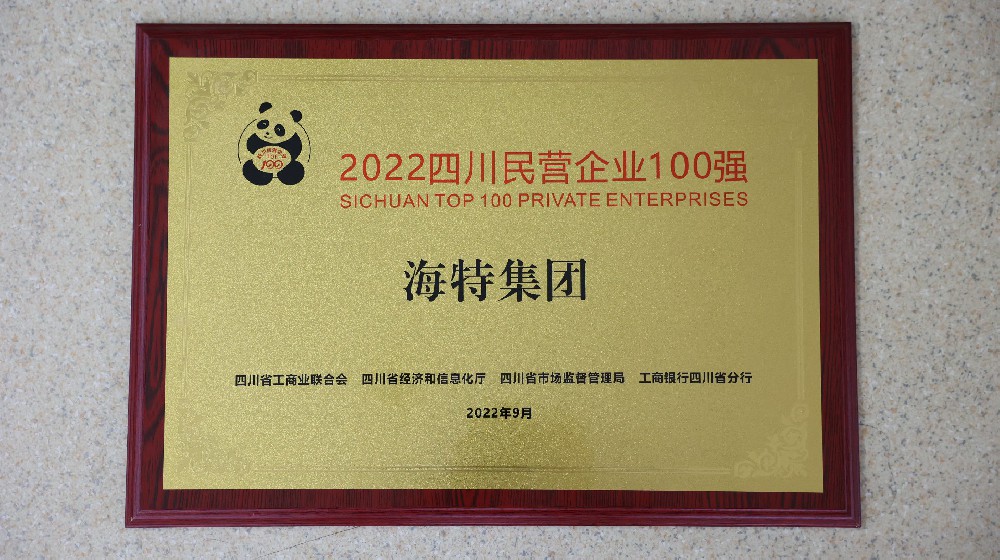 TOP
100
2022四川民营企业100强
SICHUAN TOP 100 PRIVATE ENTERPRISES
海特集团
四川省工商业联合会 四川省经济和信息化厅 四川省市场监督管理局 工商银行四川省分行
2022年9月